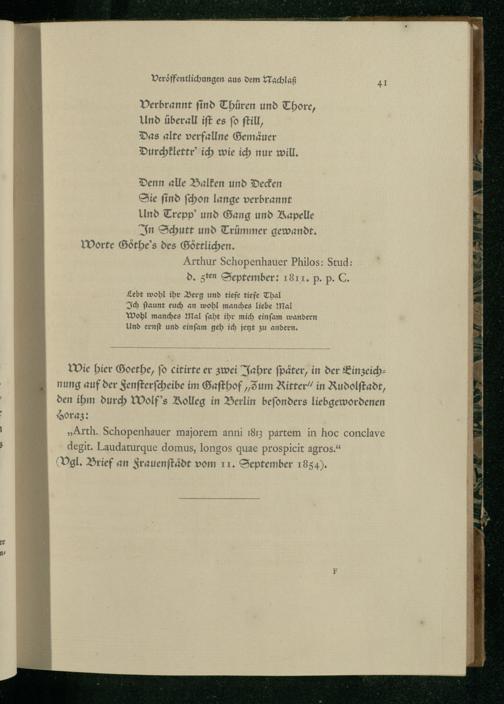 Veröffentlichungen aus dem Nachlaß 41
Verbrannt sind Thüren und Thore,
Und überall ist es so still,
Das alte verfallne Gemäuer
Durchklettr' ich wie ich nur will.
Denn alle Balken und Decken
Sie sind schon lange verbrannt
Und Trepp' und Gang und Kapelle
In Schutt und Trümmer gewandt.
Worte Göthe's des Göttlichen.
Arthur Schopenhauer Philos: Stud:
d. 5ten September: 1811. p. p. C.
Lebt wohl ihr Berg und tiefe tiefe Thal
Ich staunt euch an wohl manches liebe Mal
Wohl manches Mal saht ihr mich einsam wandern
Und ernst und einsam geh ich jetzt zu andern.
Wie hier Goethe, so citirte er zwei Jahre später, in der Einzeich-
nung auf der Fensterscheibe im Gasthof „zum Ritter“ in Rudolstadt,
den ihm durch Wolf's Kolleg in Berlin besonders liebgewordenen
Horaz:
„Arth. Schopenhauer majorem anni 1813 partem in hoc conclave
degit. Laudaturque domus, longos quae prospicit agros.“
(Vgl. Brief an Frauenstädt vom 11. September 1854).
F